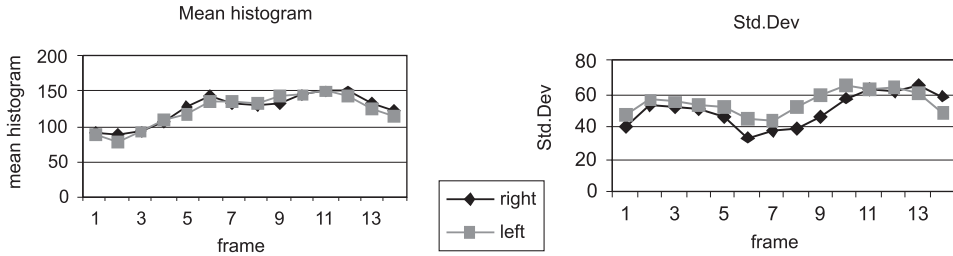 Mean histogram
mean histogram
200
150
100
50
0
1 3 5 7 9 11 13
frame
right
left
Std.Dev
Std.Dev
80
60
40
20
0
1 3 5 7 9 11 13
frame